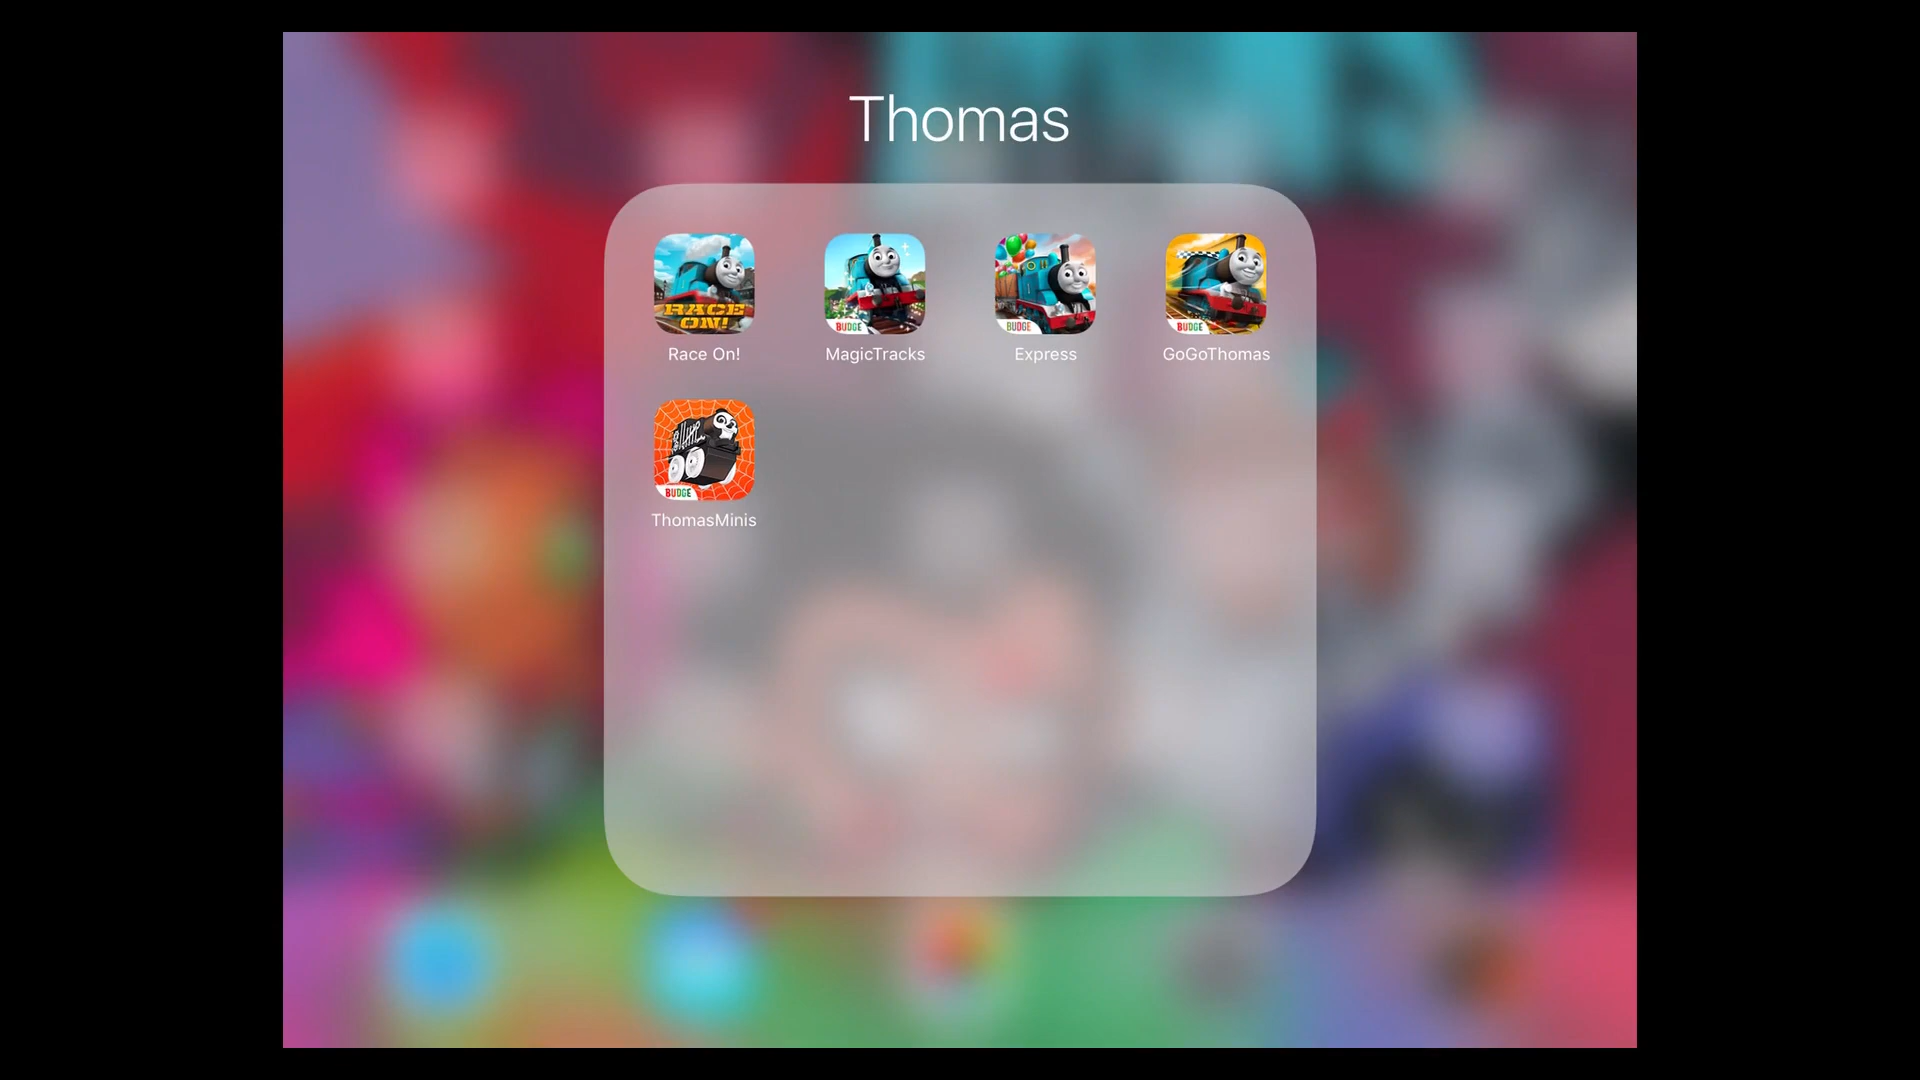 Thomas
RACE
ON!
BUDGE
BUDGE
BUDGE
Race On!
MagicTracks
Express
GoGoThomas
BUDGE
ThomasMinis